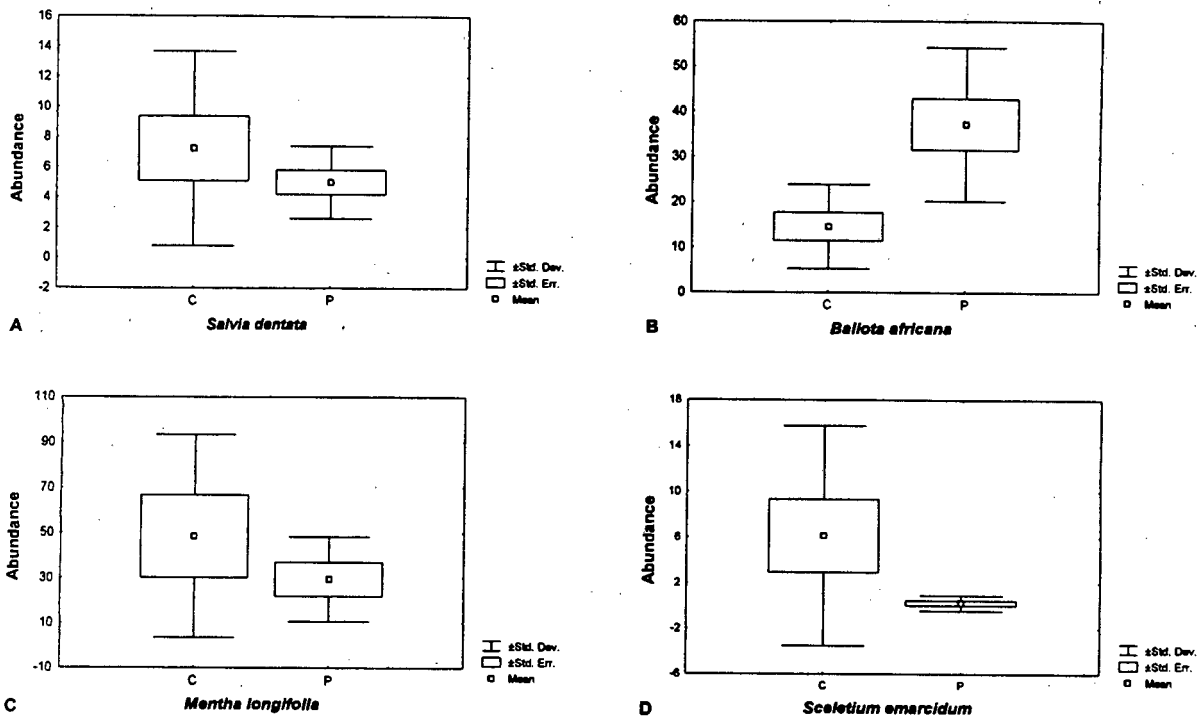 16
14
12
10
8
6
4
2
0
-2
Abundance
C P
±Std. Dev.
±Std. Err.
Mean
A
Salvia dentata
60
50
40
30
20
10
0
Abundance
C P
±Std. Dev.
±Std. Err.
Mean
B
Ballota africana
110
90
70
50
30
10
-10
Abundance
C P
±Std. Dev.
±Std. Err.
Mean
C
Mentha longifolia
18
14
10
6
2
-2
-6
Abundance
C P
±Std. Dev.
±Std. Err.
Mean
D
Sceletium emarcidum